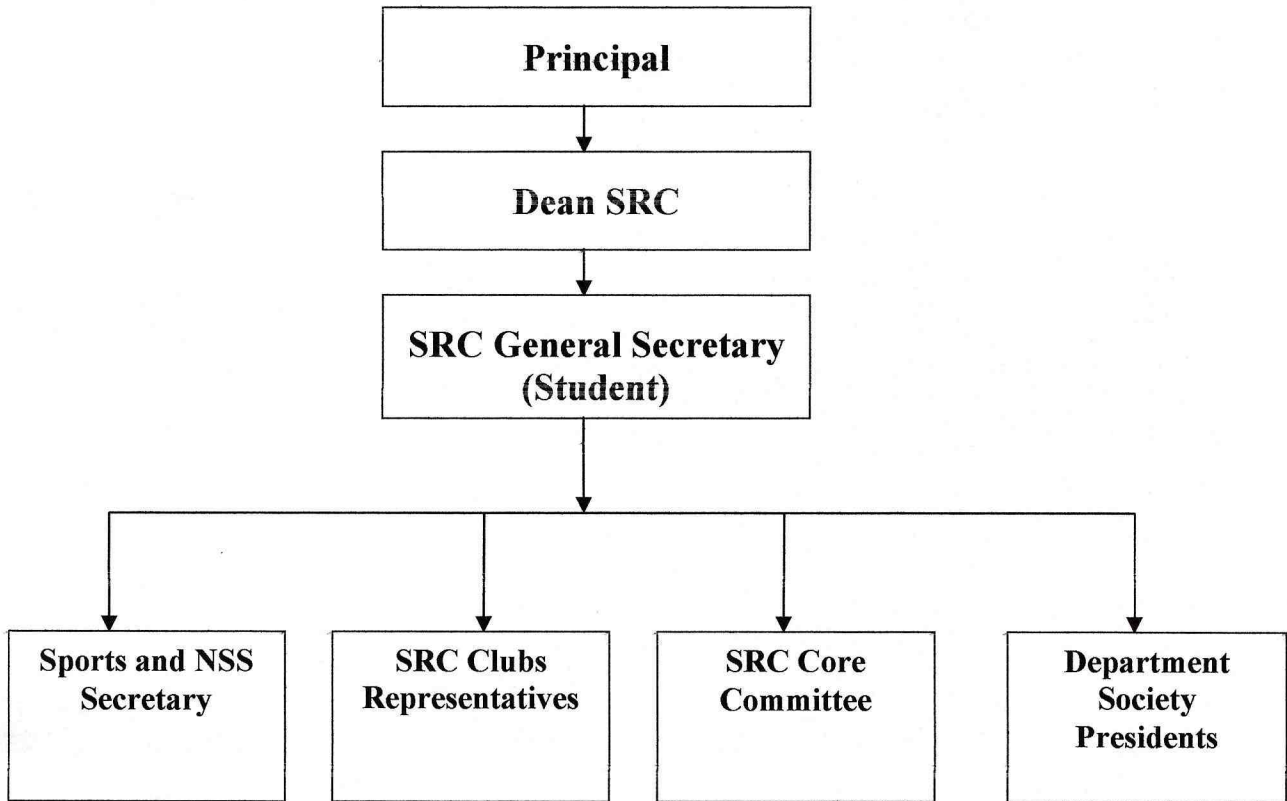 Principal
Dean SRC
SRC General Secretary
(Student)
Sports and NSS
Secretary
SRC Clubs
Representatives
SRC Core
Committee
Department
Society
Presidents